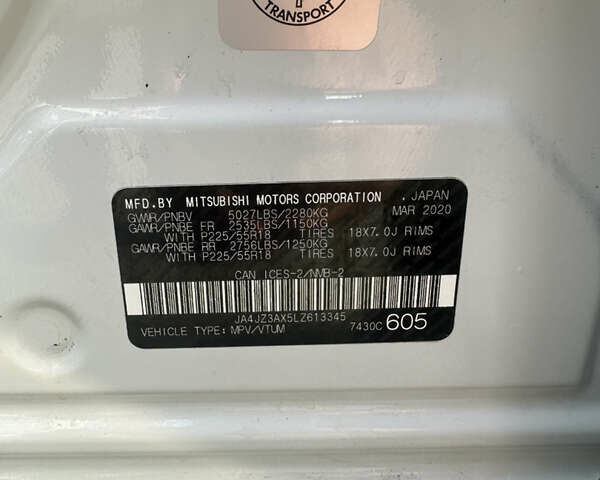 TRANSPORT
MFD.BY MITSUBISHI MOTORS CORPORATION .JAPAN
GVWR/PNBV 5027LBS/2280KG MAR 2020
GAWR/PNBE FR 2535LBS/1150KG
WITH P225/55R18 TIRES 18X7.0J RIMS
GAWR/PNBE RR 2756LBS/1250KG
WITH P225/55R18 TIRES 18X7.0J RIMS
CAN ICES-2/NMB-2
JA4JZ3AX5LZ613345
VEHICLE TYPE:MPV/VTUM 7430C 605